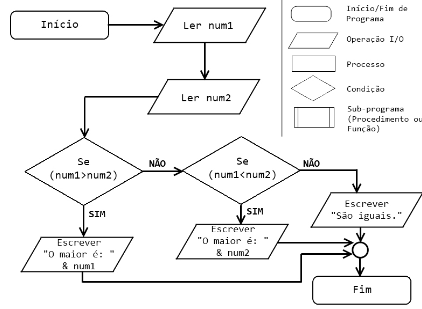 Início
Ler num1
Ler num2
Se
(num1>num2)
NÃO
Se
(num1<num2)
NÃO
SIM
SIM
Escrever
"O maior é: "
& num1
Escrever
"O maior é: "
& num2
Escrever
"São iguais."
Fim
Início/Fim de
Programa
Operação I/O
Processo
Condição
Sub-programa
(Procedimento ou
Função)